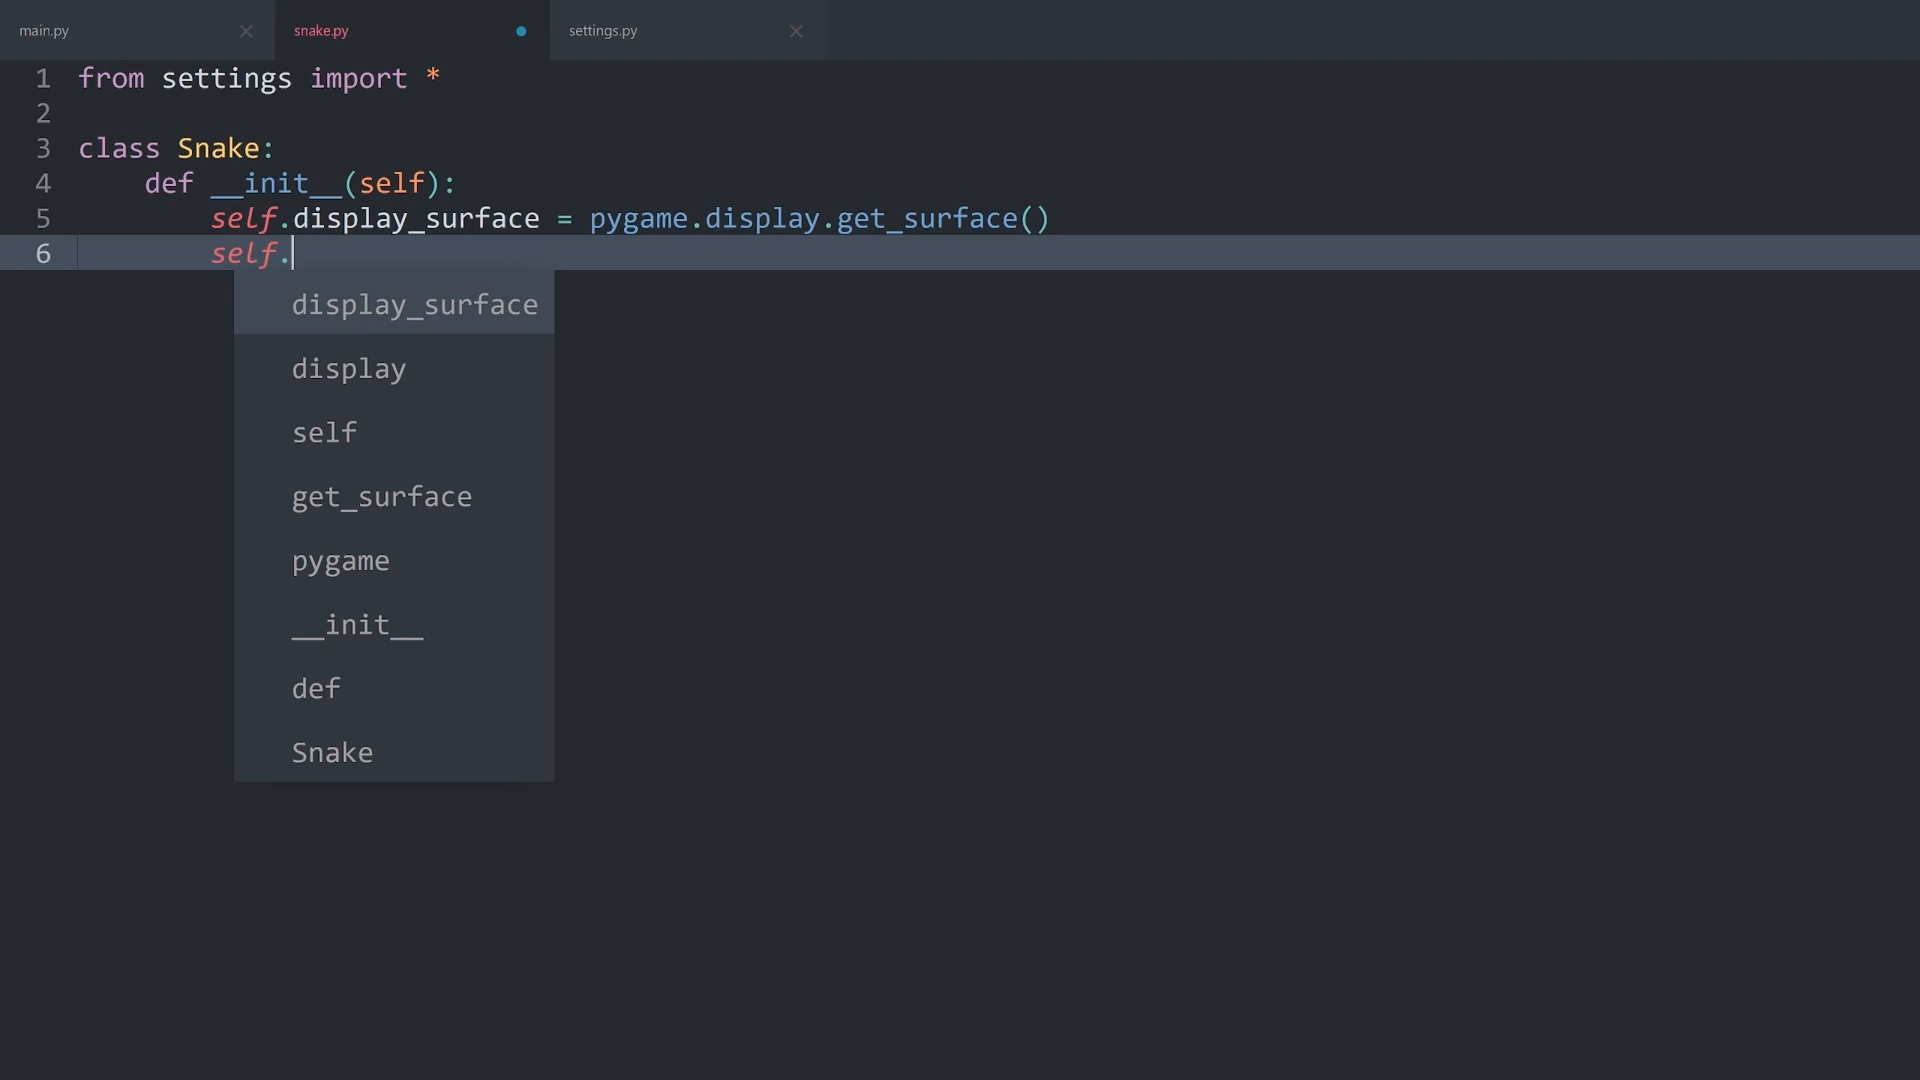 main.py
snake.py
settings.py
1 from settings import *
2
3 class Snake:
4 def __init__(self):
5 self.display_surface = pygame.display.get_surface()
6 self.
display_surface
display
self
get_surface
pygame
__init__
def
Snake